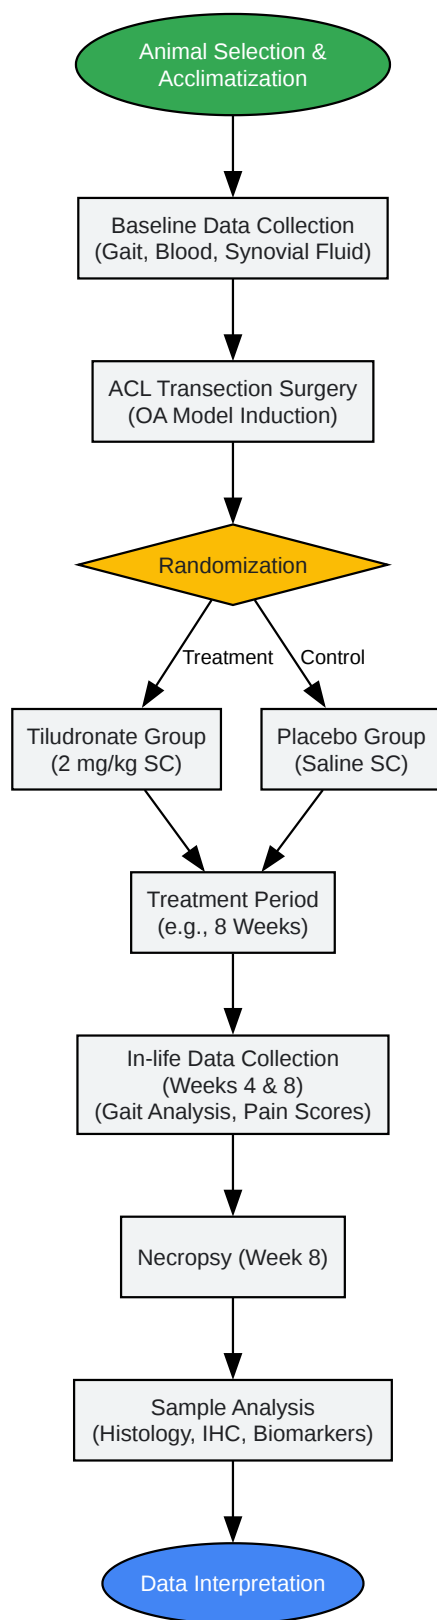 Animal Selection &
Acclimatization
Baseline Data Collection
(Gait, Blood, Synovial Fluid)
ACL Transection Surgery
(OA Model Induction)
Randomization
Treatment
Control
Tiludronate Group
(2 mg/kg SC)
Placebo Group
(Saline SC)
Treatment Period
(e.g., 8 Weeks)
In-life Data Collection
(Weeks 4 & 8)
(Gait Analysis, Pain Scores)
Necropsy (Week 8)
Sample Analysis
(Histology, IHC, Biomarkers)
Data Interpretation